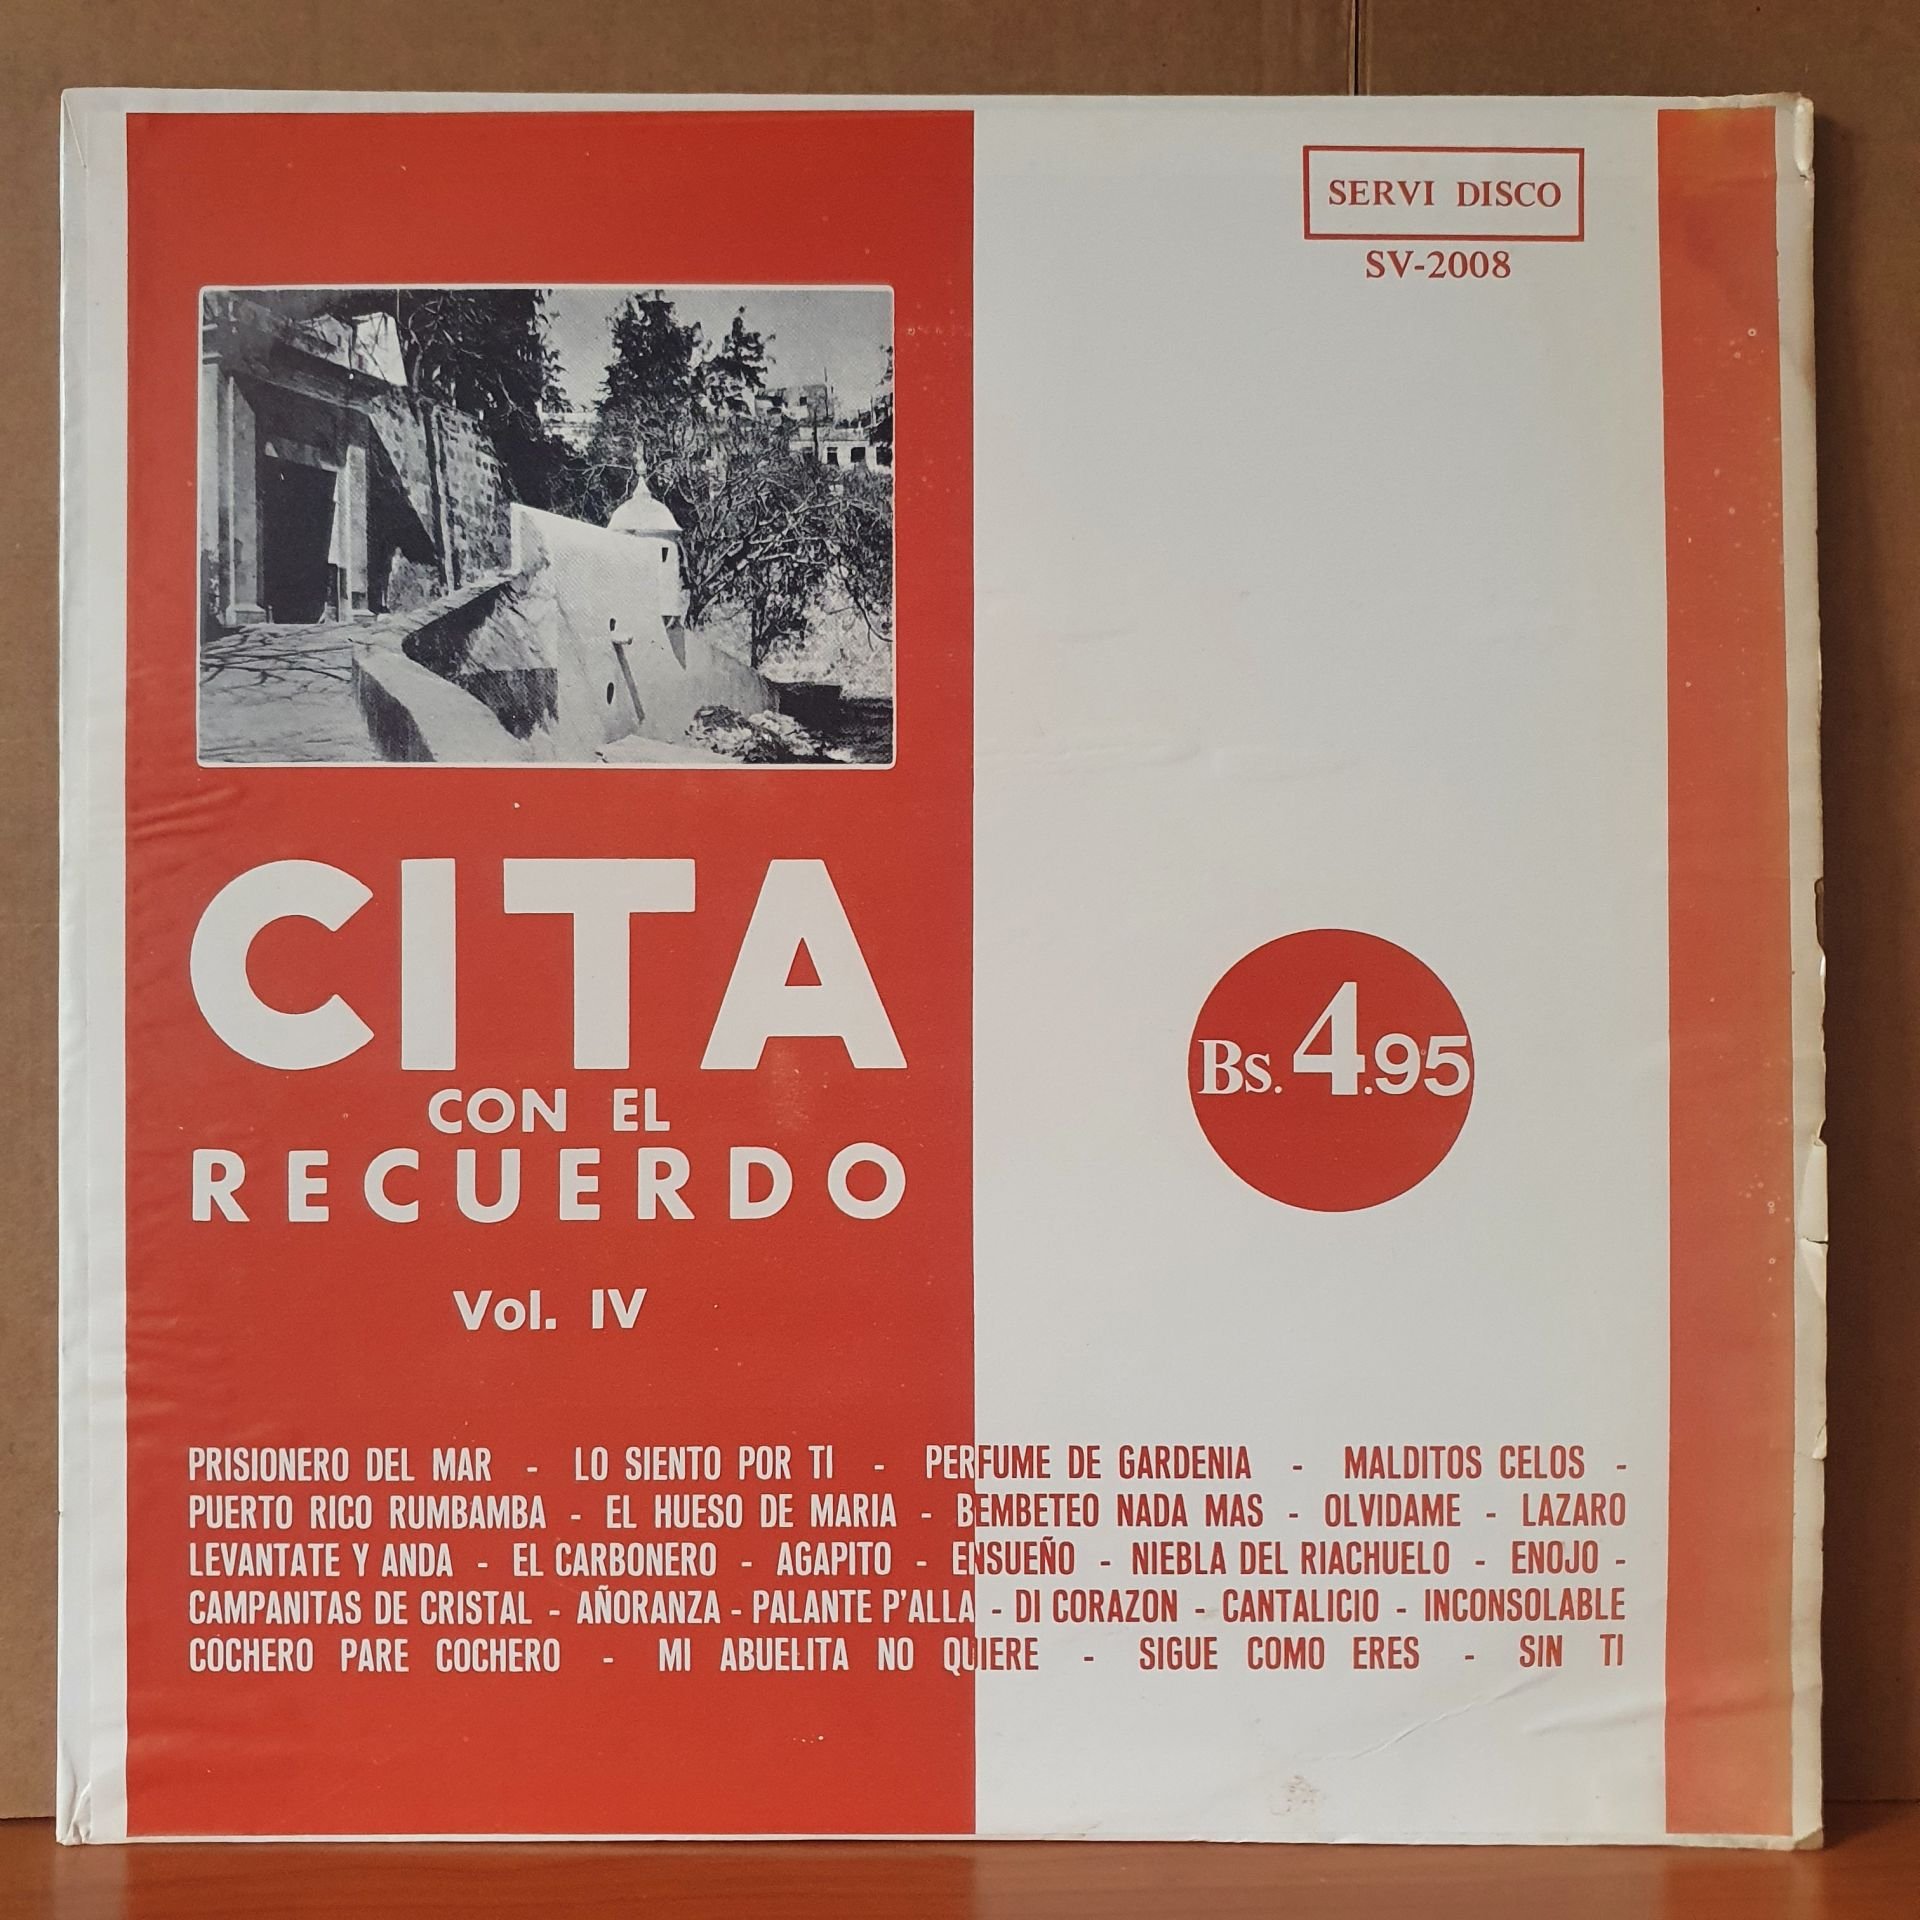 SERVI DISCO
SV-2008
CITA
CON EL
RECUERDO
Vol. IV
Bs. 4.95
PRISIONERO DEL MAR - LO SIENTO POR TI - PERFUME DE GARDENIA - MALDITOS CELOS -
PUERTO RICO RUMBAMBA - EL HUESO DE MARIA - BEMBETEO NADA MAS - OLVIDAME - LAZARO
LEVANTATE Y ANDA - EL CARBONERO - AGAPITO - ENSUEÑO - NIEBLA DEL RIACHUELO - ENOJO -
CAMPANITAS DE CRISTAL - AÑORANZA - PALANTE P'ALLA - DI CORAZON - CANTALICIO - INCONSOLABLE
COCHERO PARE COCHERO - MI ABUELITA NO QUIERE - SIGUE COMO ERES - SIN TI